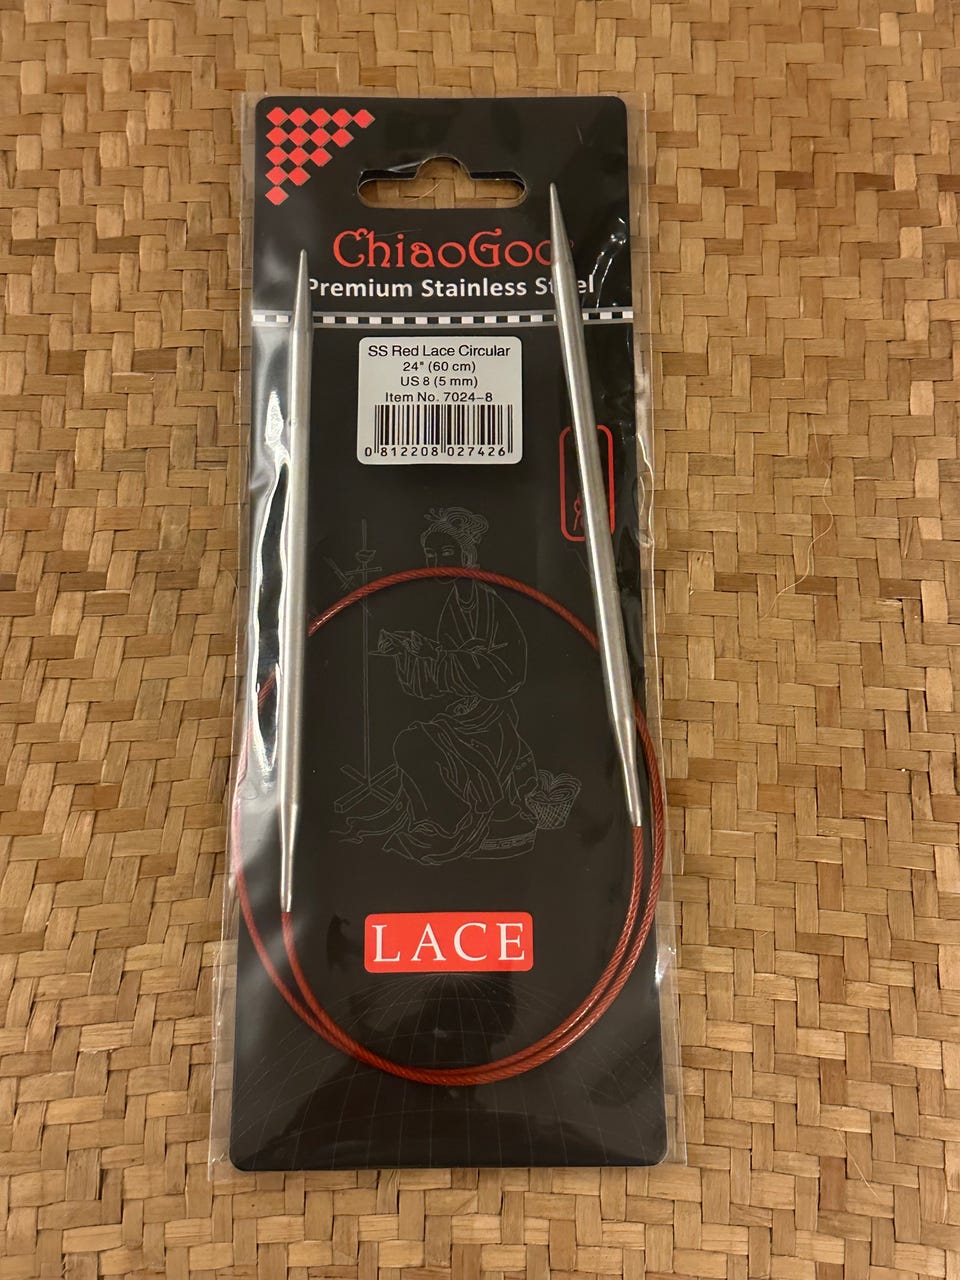 ChiaoGoo
Premium Stainless Steel
SS Red Lace Circular
24" (60 cm)
US 8 (5 mm)
Item No. 7024-8
0 812208 027426
LACE